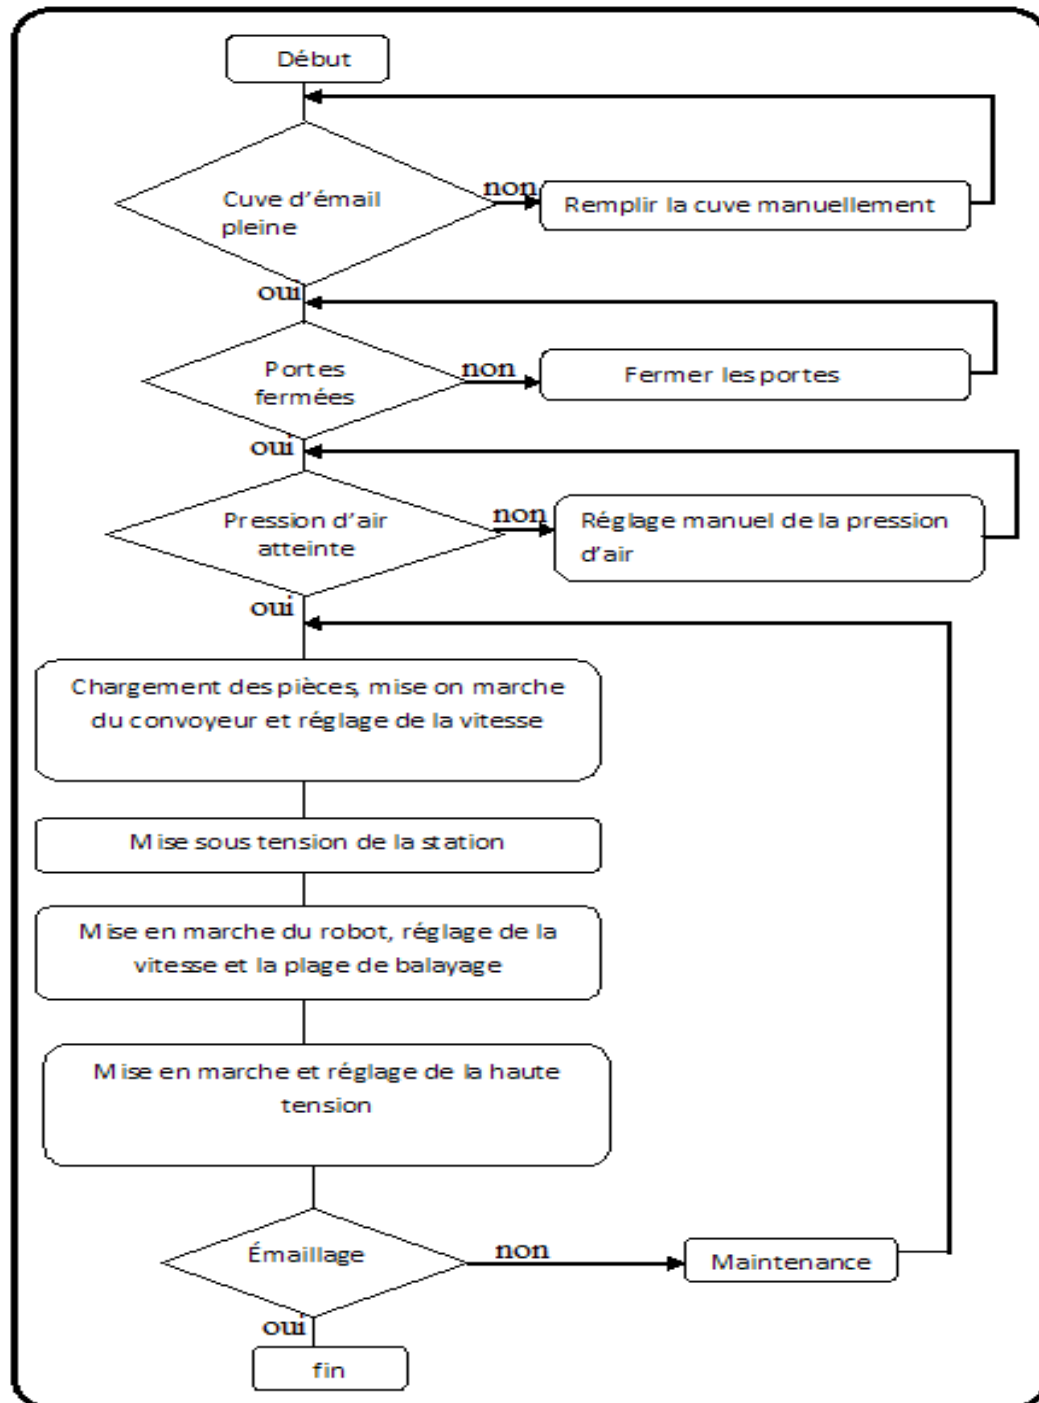 Début
Cuve d'émail
pleine
non
Remplir la cuve manuellement
oui
Portes
fermées
non
Fermer les portes
oui
Pression d'air
atteinte
non
Réglage manuel de la pression
d'air
oui
Chargement des pièces, mise on marche
du convoyeur et réglage de la vitesse
Mise sous tension de la station
Mise en marche du robot, réglage de la
vitesse et la plage de balayage
Mise en marche et réglage de la haute
tension
Émaillage
non
Maintenance
oui
fin